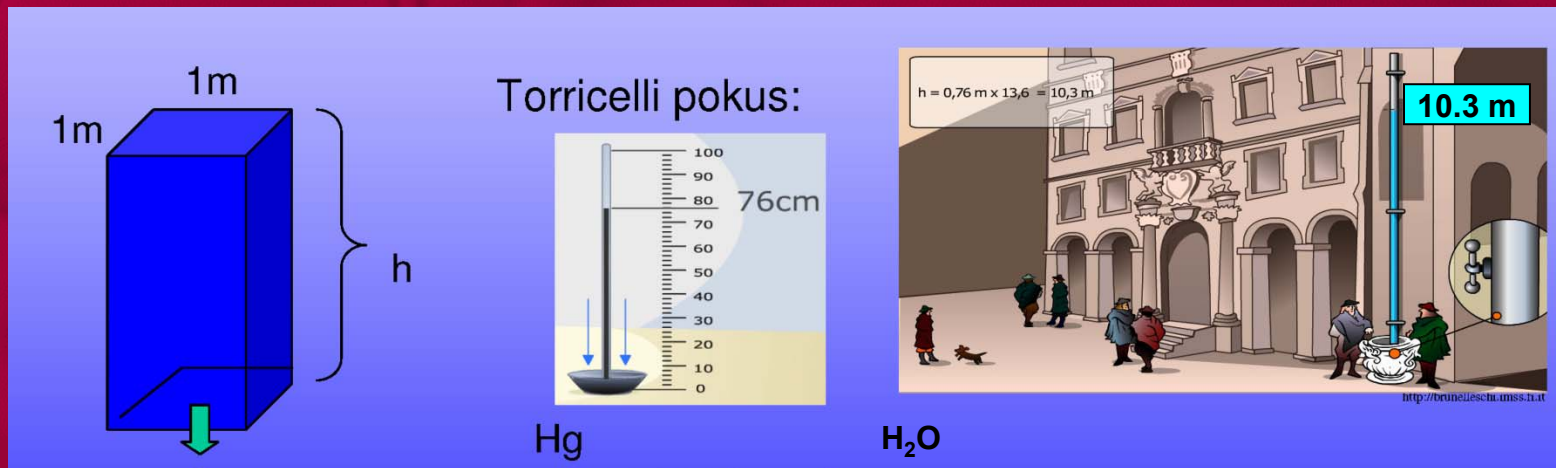 1m
1m
h
Torricelli pokus:
100
90
80
70
60
50
40
30
20
10
0
76cm
Hg
h = 0,76 m x 13,6 = 10,3 m
10.3 m
http://brunelleschi.imss.fi.it
H₂O